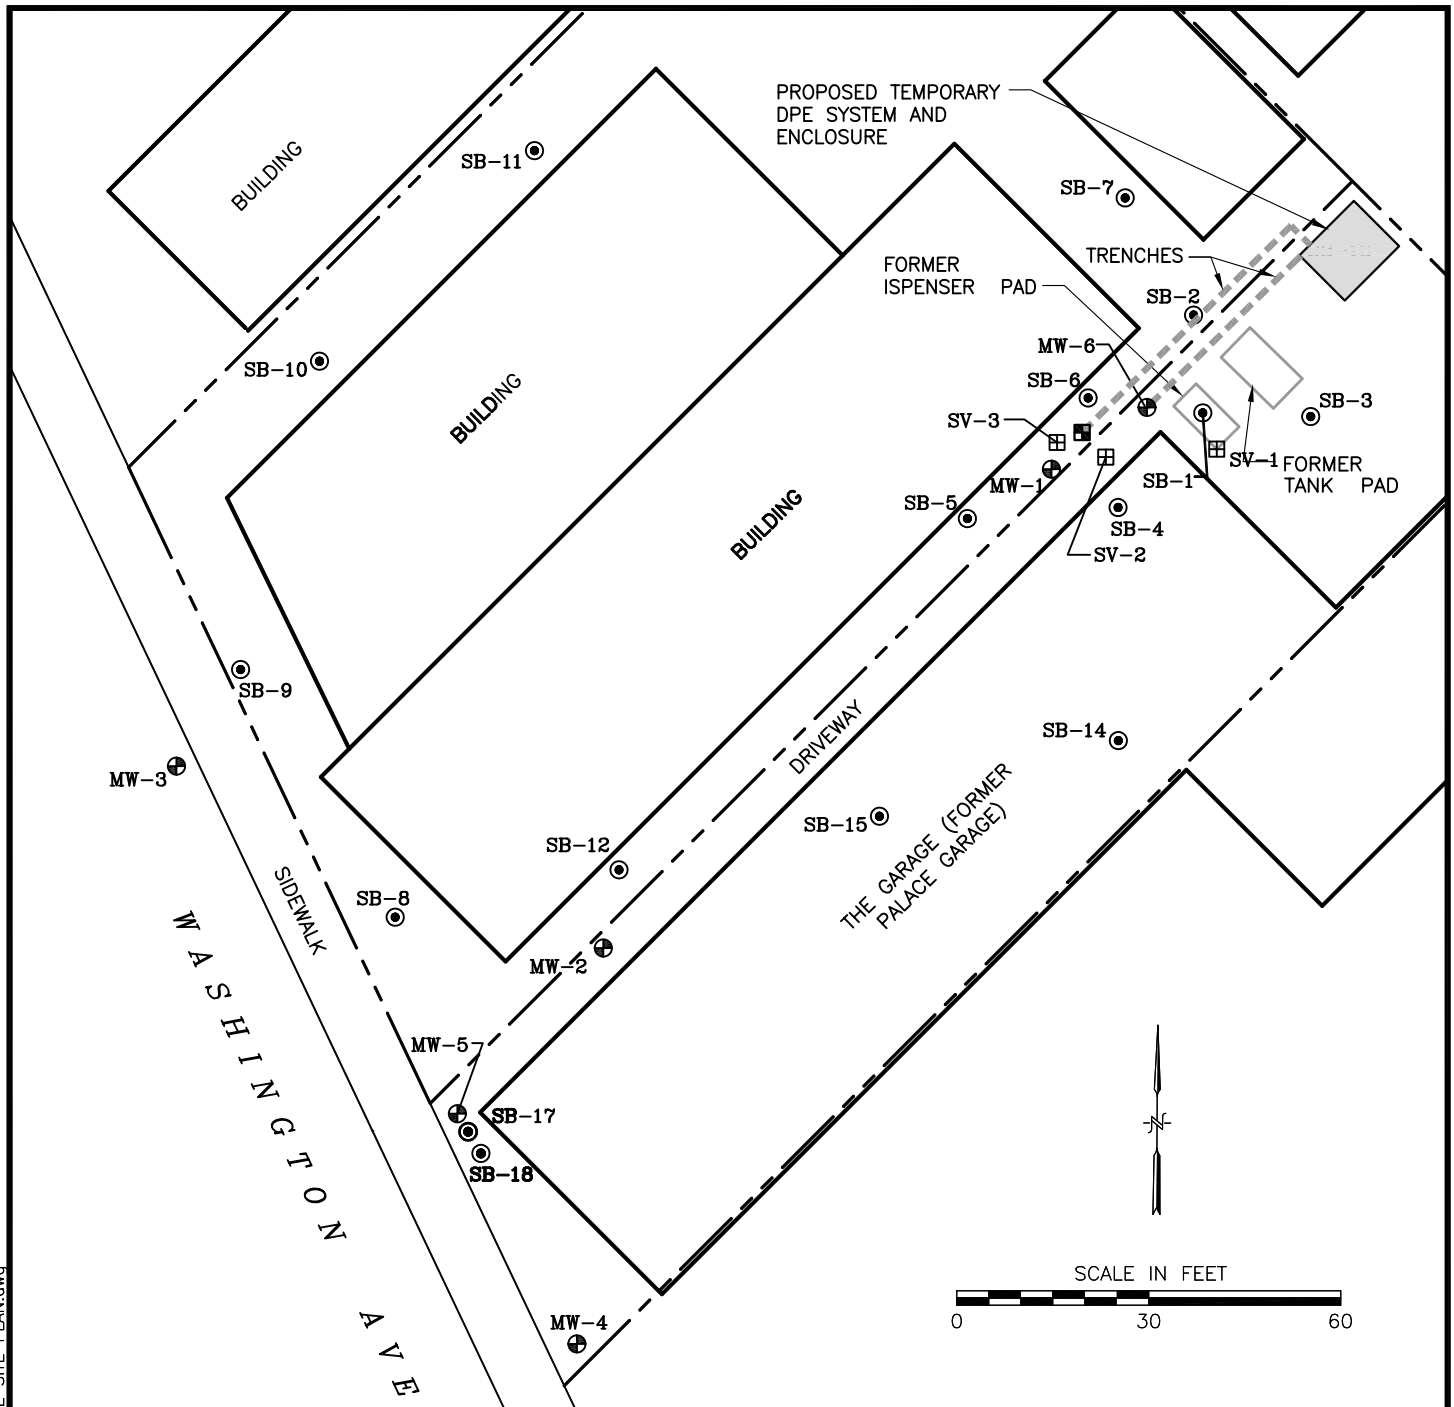 PROPOSED TEMPORARY
DPE SYSTEM AND
ENCLOSURE
BUILDING
SB-11
SB-7
TRENCHES
FORMER
ISPENSER PAD
SB-2
MW-6
SB-10
SB-6
SB-3
BUILDING
SV-3
SV-1
FORMER
TANK PAD
MW-1
SB-1
SB-5
SB-4
BUILDING
SV-2
SB-9
DRIVEWAY
SB-14
MW-3
THE GARAGE (FORMER
PALACE GARAGE)
SB-15
SB-12
SIDEWALK
SB-8
MW-2
WASHINGTON AVE
MW-5
SB-17
SB-18
N
SCALE IN FEET
0 30 60
MW-4
SITE PLAN.dwg